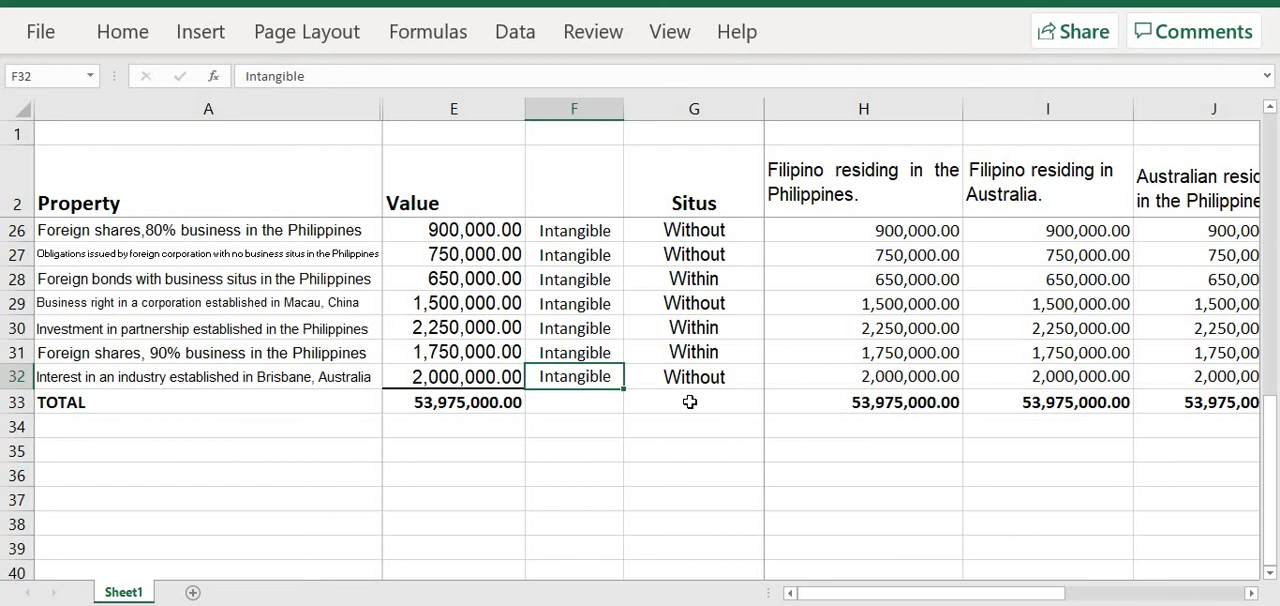 File Home Insert Page Layout Formulas Data Review View Help Share Comments
F32 fx Intangible
A E F G H I J
1
2 Property Value Situs Filipino residing in the Philippines. Filipino residing in Australia. Australian resid in the Philippine
26 Foreign shares,80% business in the Philippines 900,000.00 Intangible Without 900,000.00 900,000.00 900,00
27 Obligations issued by foreign corporation with no business situs in the Philippines 750,000.00 Intangible Without 750,000.00 750,000.00 750,00
28 Foreign bonds with business situs in the Philippines 650,000.00 Intangible Within 650,000.00 650,000.00 650,00
29 Business right in a corporation established in Macau, China 1,500,000.00 Intangible Without 1,500,000.00 1,500,000.00 1,500,00
30 Investment in partnership established in the Philippines 2,250,000.00 Intangible Within 2,250,000.00 2,250,000.00 2,250,00
31 Foreign shares, 90% business in the Philippines 1,750,000.00 Intangible Within 1,750,000.00 1,750,000.00 1,750,00
32 Interest in an industry established in Brisbane, Australia 2,000,000.00 Intangible Without 2,000,000.00 2,000,000.00 2,000,00
33 TOTAL 53,975,000.00 53,975,000.00 53,975,000.00 53,975,00
34
35
36
37
38
39
40
Sheet1